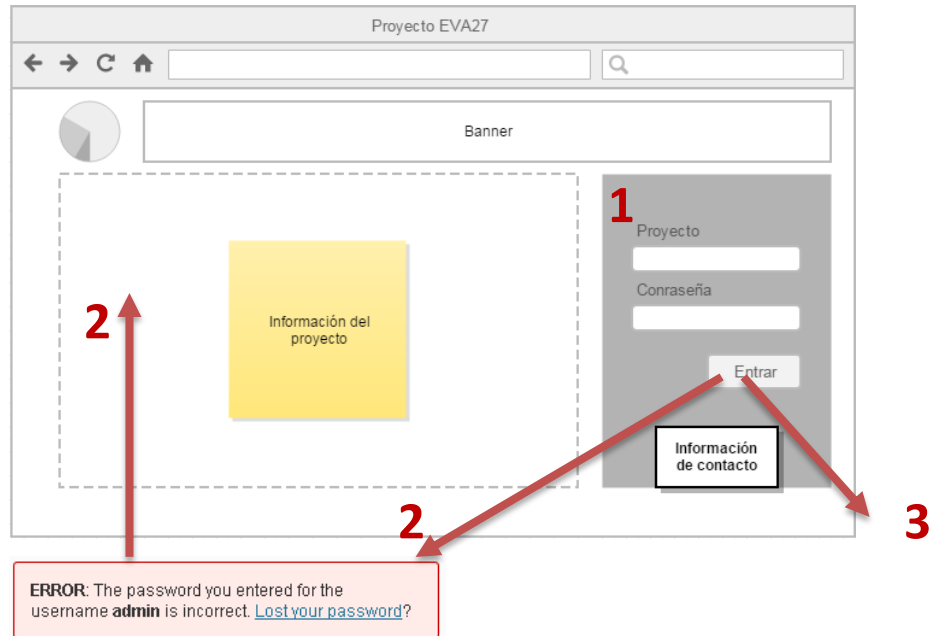 Proyecto EVA27
Banner
1
Proyecto
Conraseña
Entrar
Información
de contacto
Información del
proyecto
2
2
3
ERROR: The password you entered for the
username admin is incorrect. Lost your password?